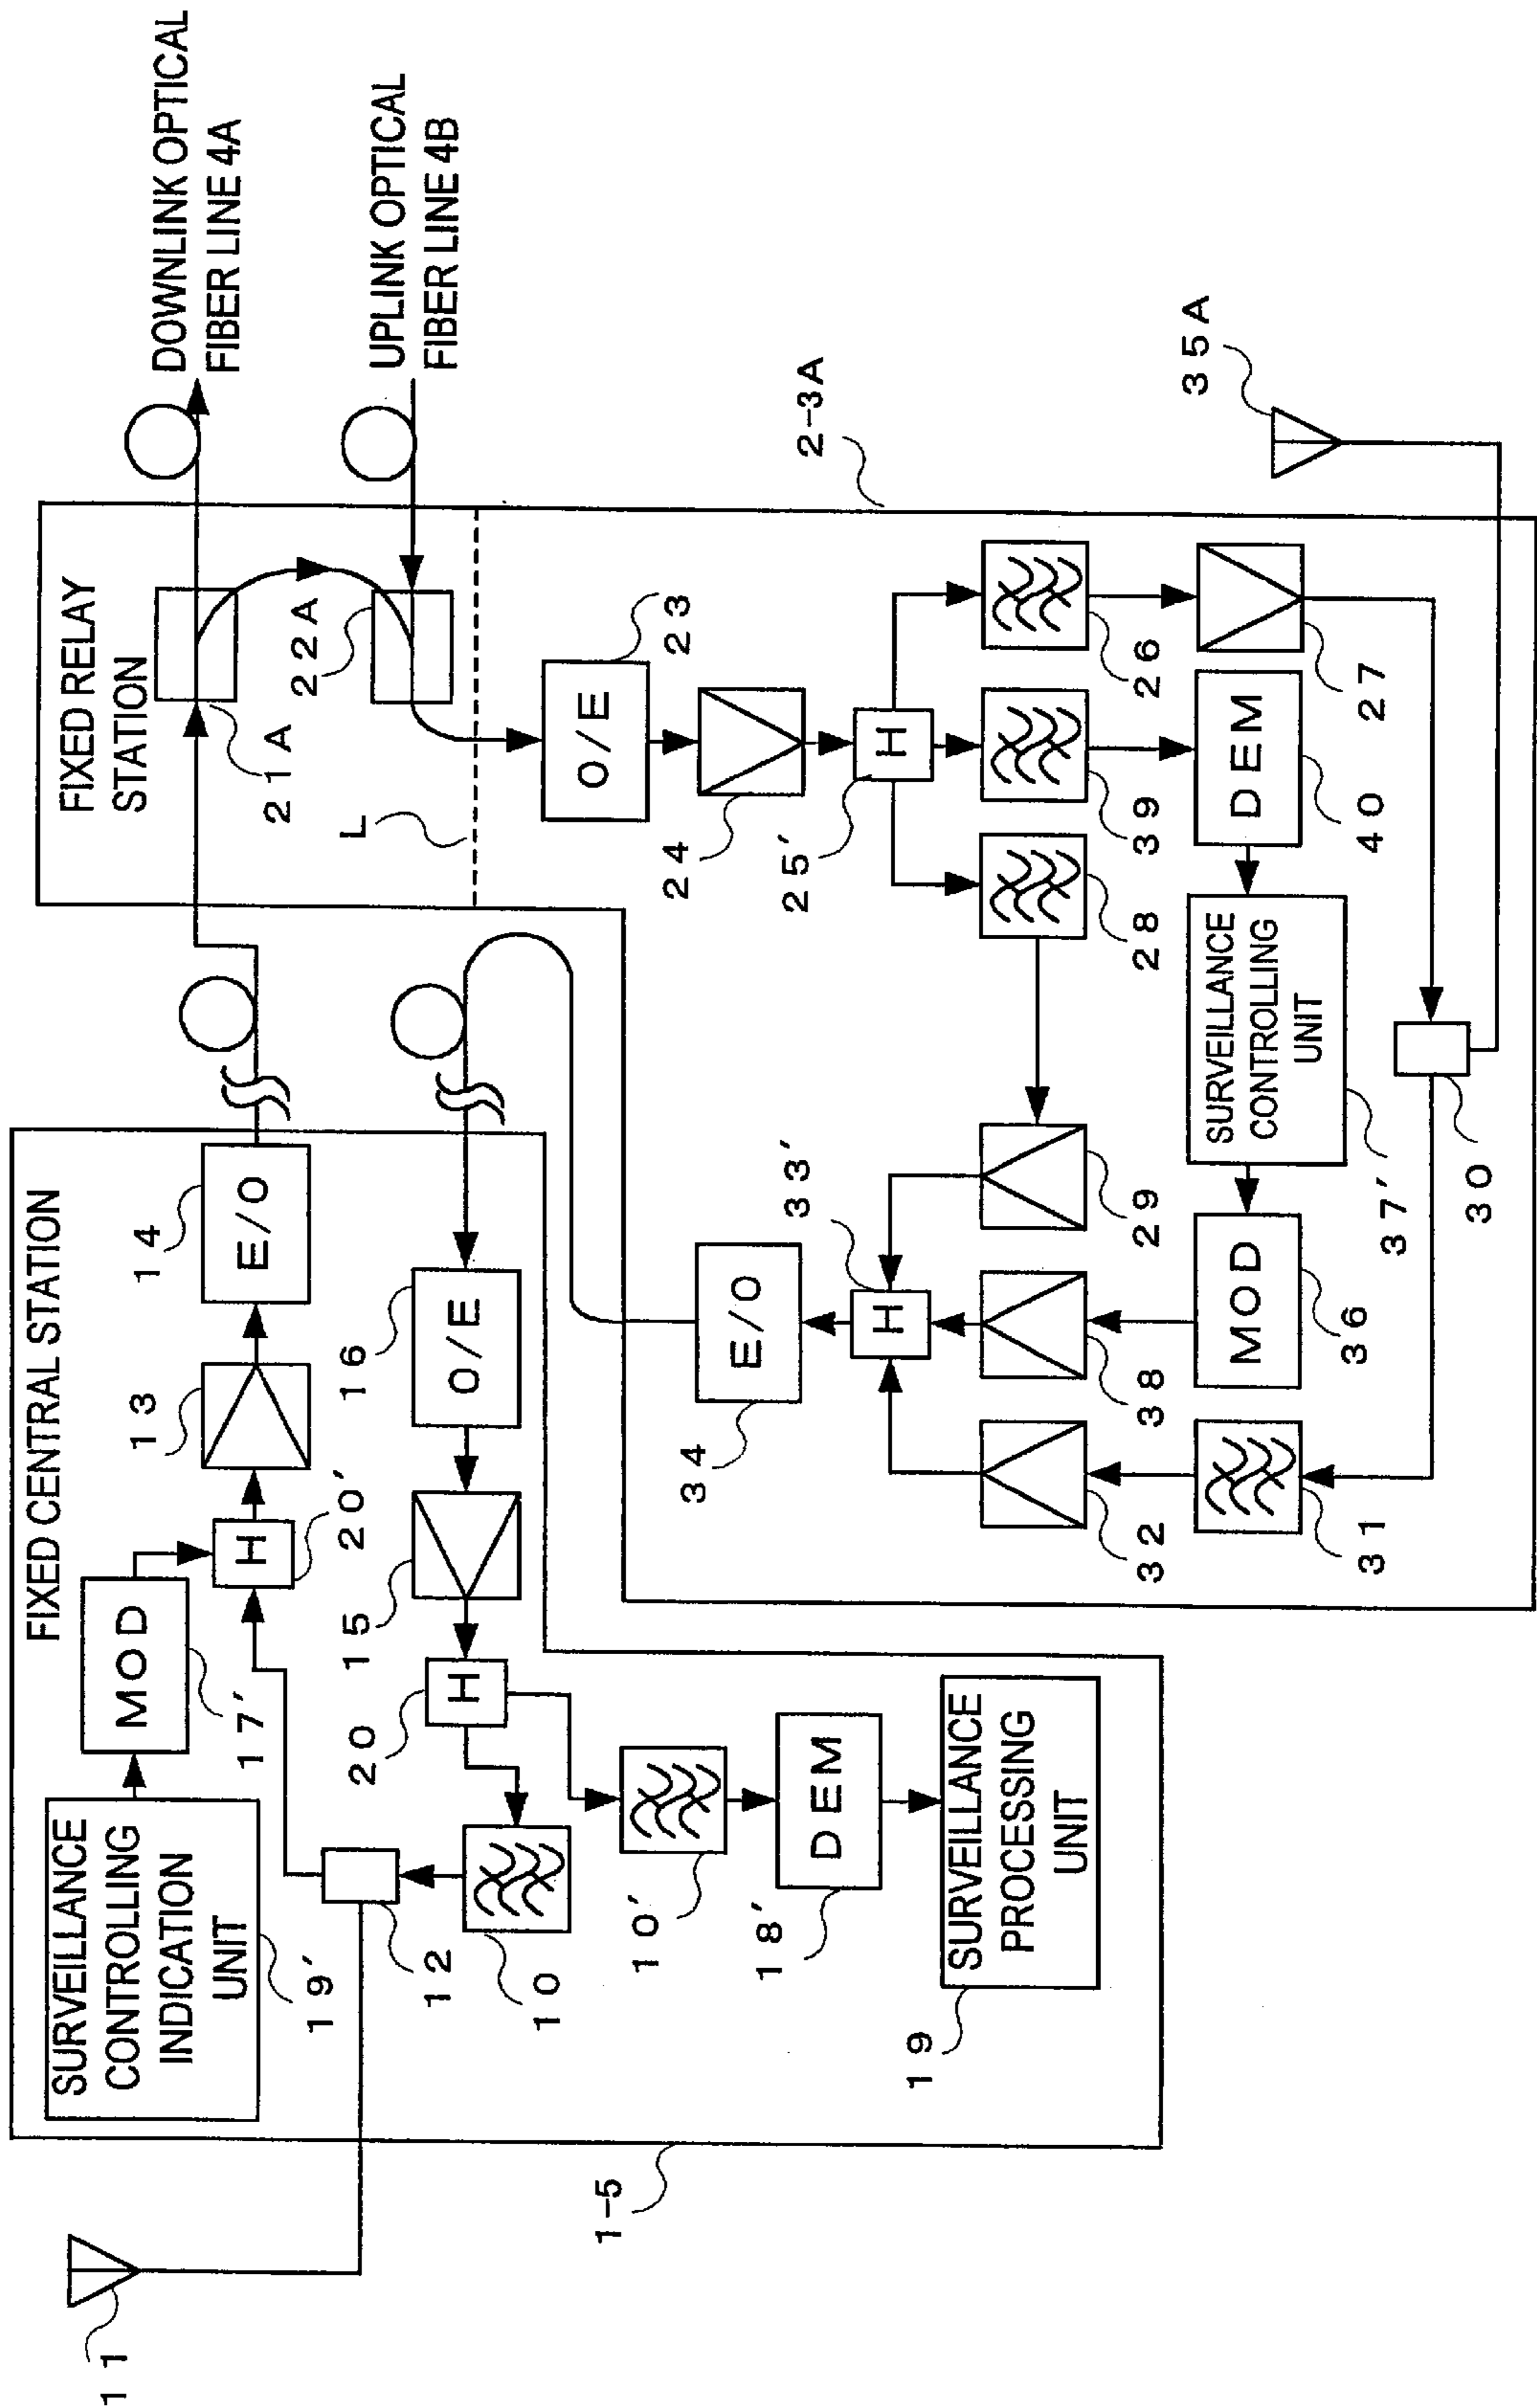 FIXED CENTRAL STATION
SURVEILLANCE
CONTROLLING
INDICATION
UNIT
19′
MOD
17′
H
20′
13
E/O
14
11
12
10
H
20
15
O/E
16
10′
DEM
18′
SURVEILLANCE
PROCESSING
UNIT
19
1-5
FIXED RELAY
STATION
21A
22A
L
DOWNLINK OPTICAL
FIBER LINE 4A
UPLINK OPTICAL
FIBER LINE 4B
2-3A
O/E
23
24
H
25′
26
39
28
27
DEM
40
SURVEILLANCE
CONTROLLING
UNIT
37′
MOD
36
29
38
32
31
H
33′
E/O
34
30
35A